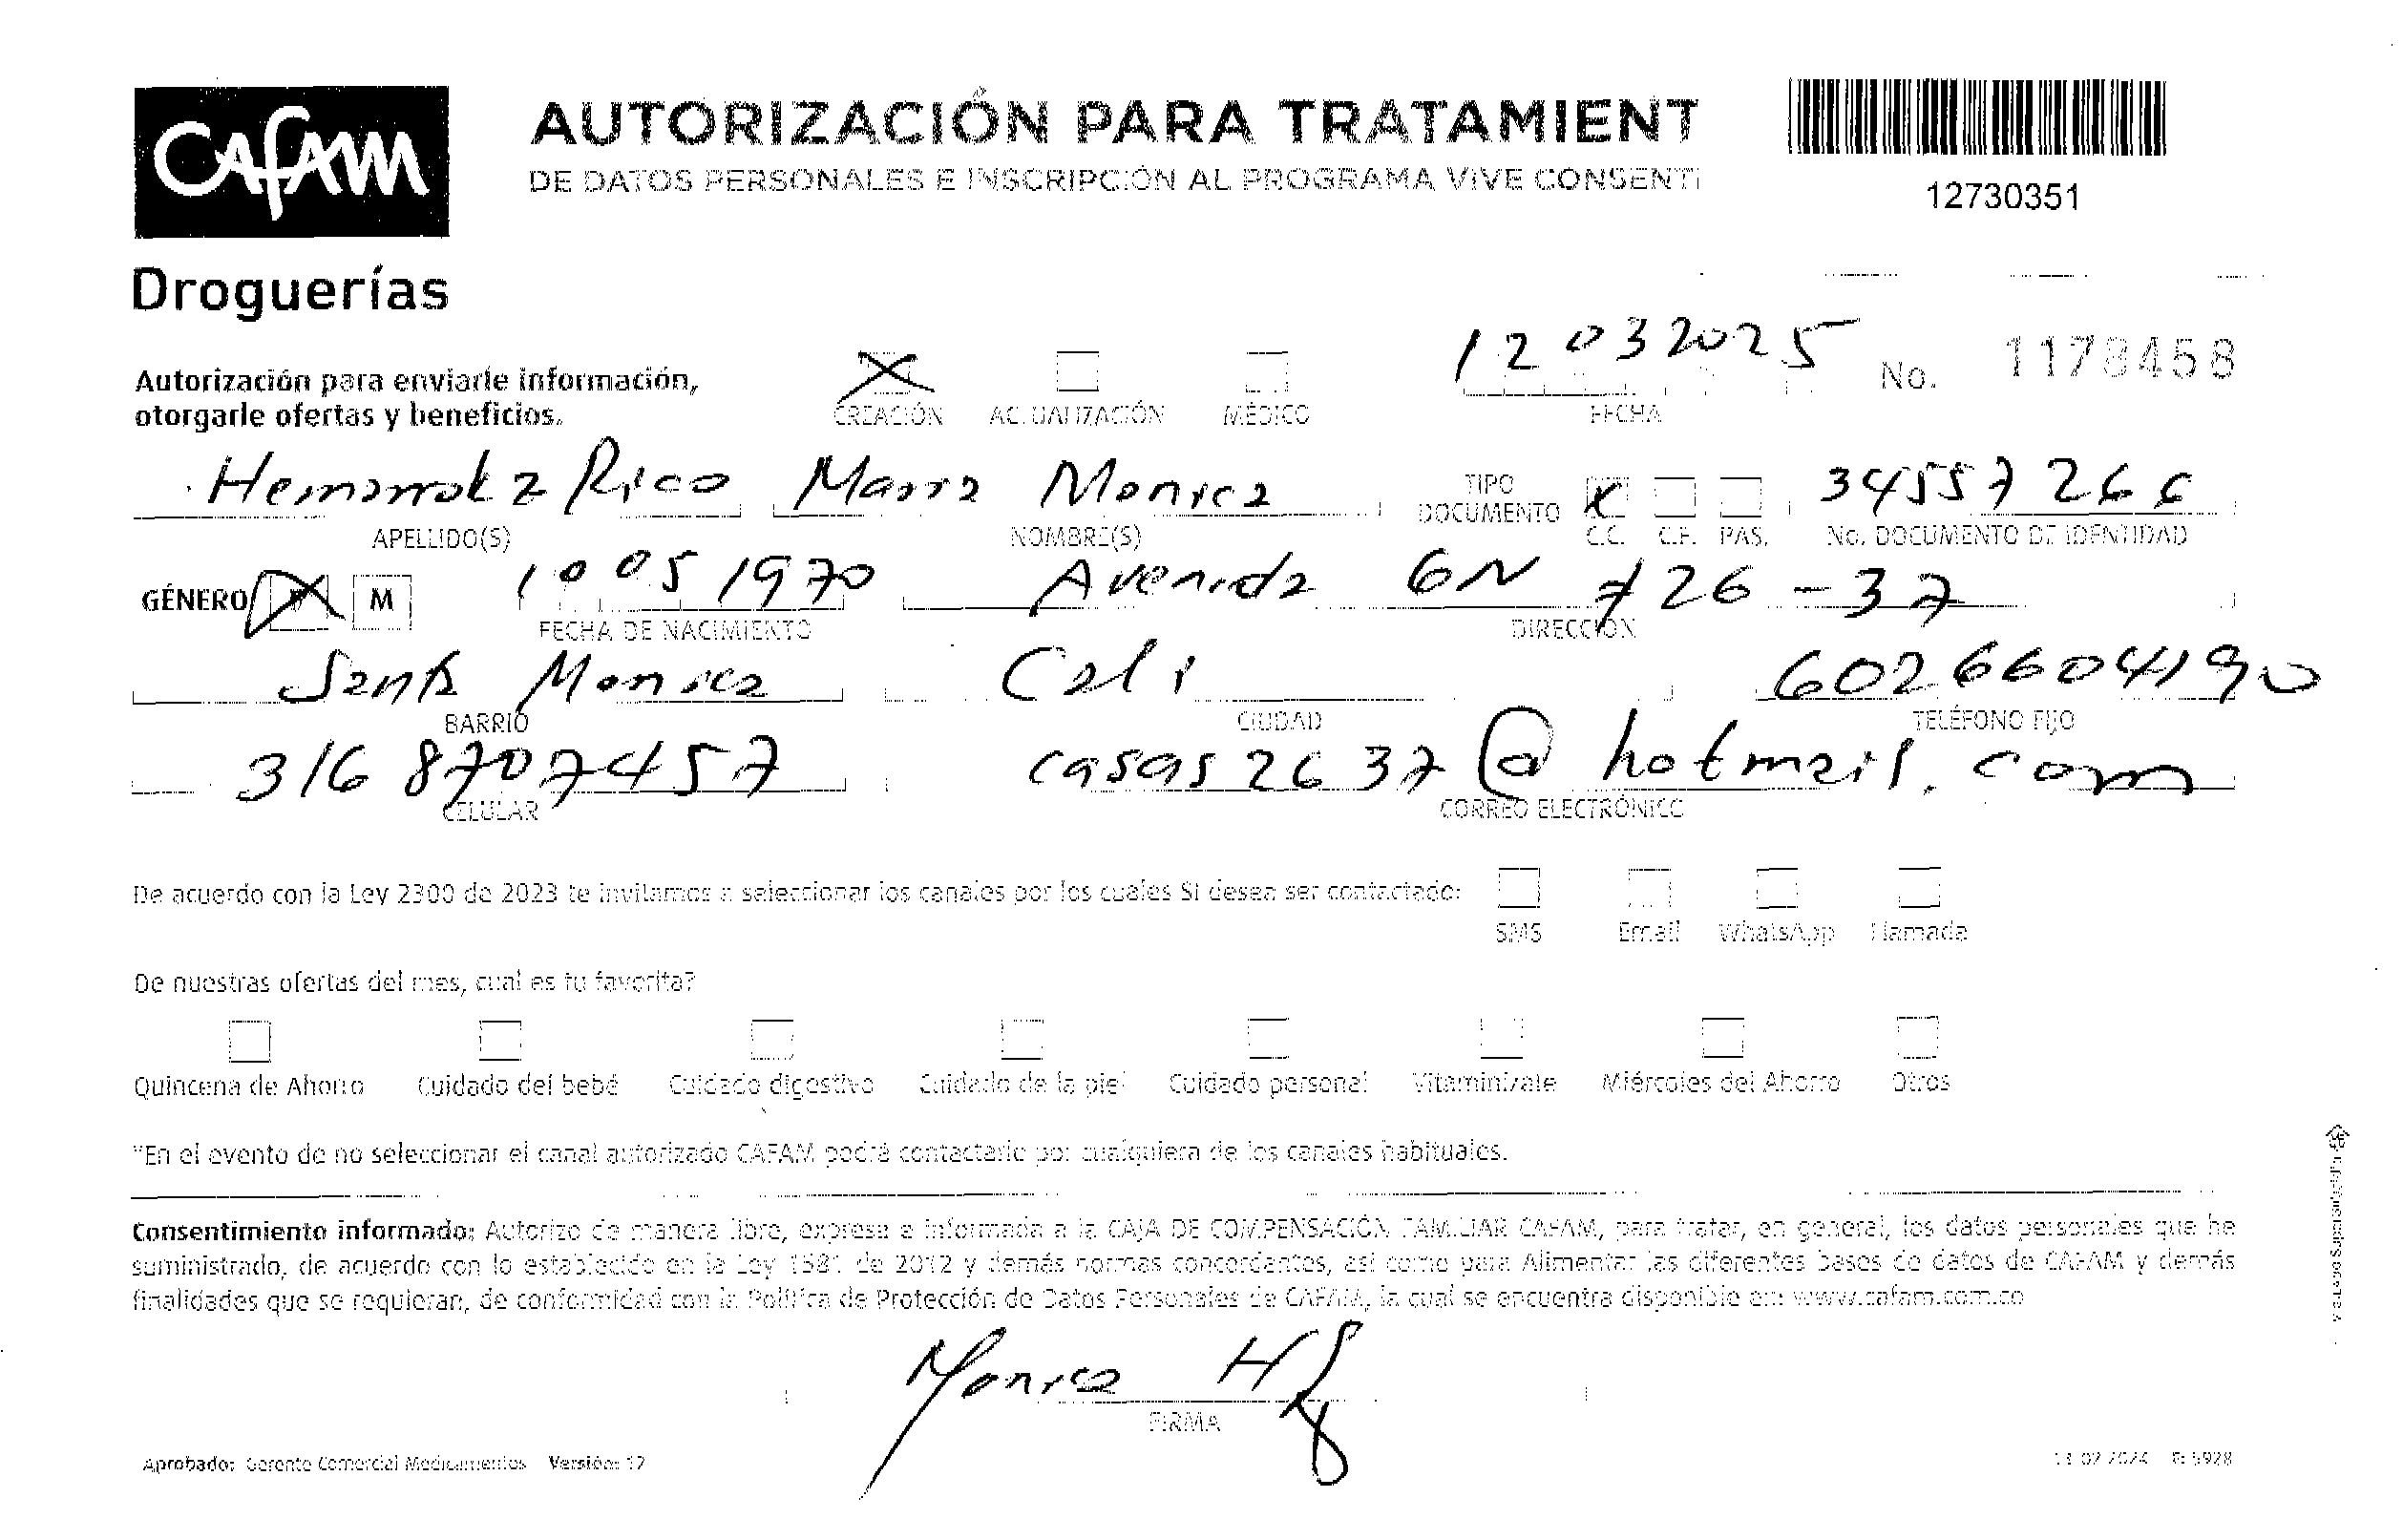 CAFAM
AUTORIZACIÓN PARA TRATAMIENT
DE DATOS PERSONALES E INSCRIPCIÓN AL PROGRAMA VIVE CONSENTI
12730351
Droguerías
Autorización para enviarle información,
otorgarle ofertas y beneficios.
CREACIÓN ACTUALIZACIÓN MÉDICO
12 03 2025
FECHA
No. 1178458
Rico Maria Monica
APELLIDO(S) NOMBRE(S)
TIPO DOCUMENTO X C.C. C.E. PAS.
34557266
No. DOCUMENTO DE IDENTIDAD
GÉNERO F M 10 05 1970 Avenida 6N # 26 - 37
FECHA DE NACIMIENTO DIRECCIÓN
Santa Monica Cali 6026604190
BARRIO CIUDAD TELÉFONO FIJO
316 8707457 casas2637@hotmail.com
CELULAR CORREO ELECTRÓNICO
De acuerdo con la Ley 2300 de 2023 te invitamos a seleccionar los canales por los cuales SI desea ser contactado:
SMS Email WhatsApp Llamada
De nuestras ofertas del mes, cual es tu favorita?
Quincena de Ahorro Cuidado del bebé Cuidado digestivo Cuidado de la piel Cuidado personal Vitaminízate Miércoles del Ahorro Otros
*En el evento de no seleccionar el canal autorizado CAFAM podrá contactarlo por cualquiera de los canales habituales.
Consentimiento informado: Autorizo de manera libre, expresa e informada a la CAJA DE COMPENSACIÓN FAMILIAR CAFAM, para tratar, en general, los datos personales que he
suministrado, de acuerdo con lo establecido en la Ley 1581 de 2012 y demás normas concordantes, así como para Alimentar las diferentes bases de datos de CAFAM y demás
finalidades que se requieran, de conformidad con la Política de Protección de Datos Personales de CAFAM, la cual se encuentra disponible en: www.cafam.com.co
Monica H
FIRMA
Aprobado: Gerente Comercial Medicamentos Versión: 12